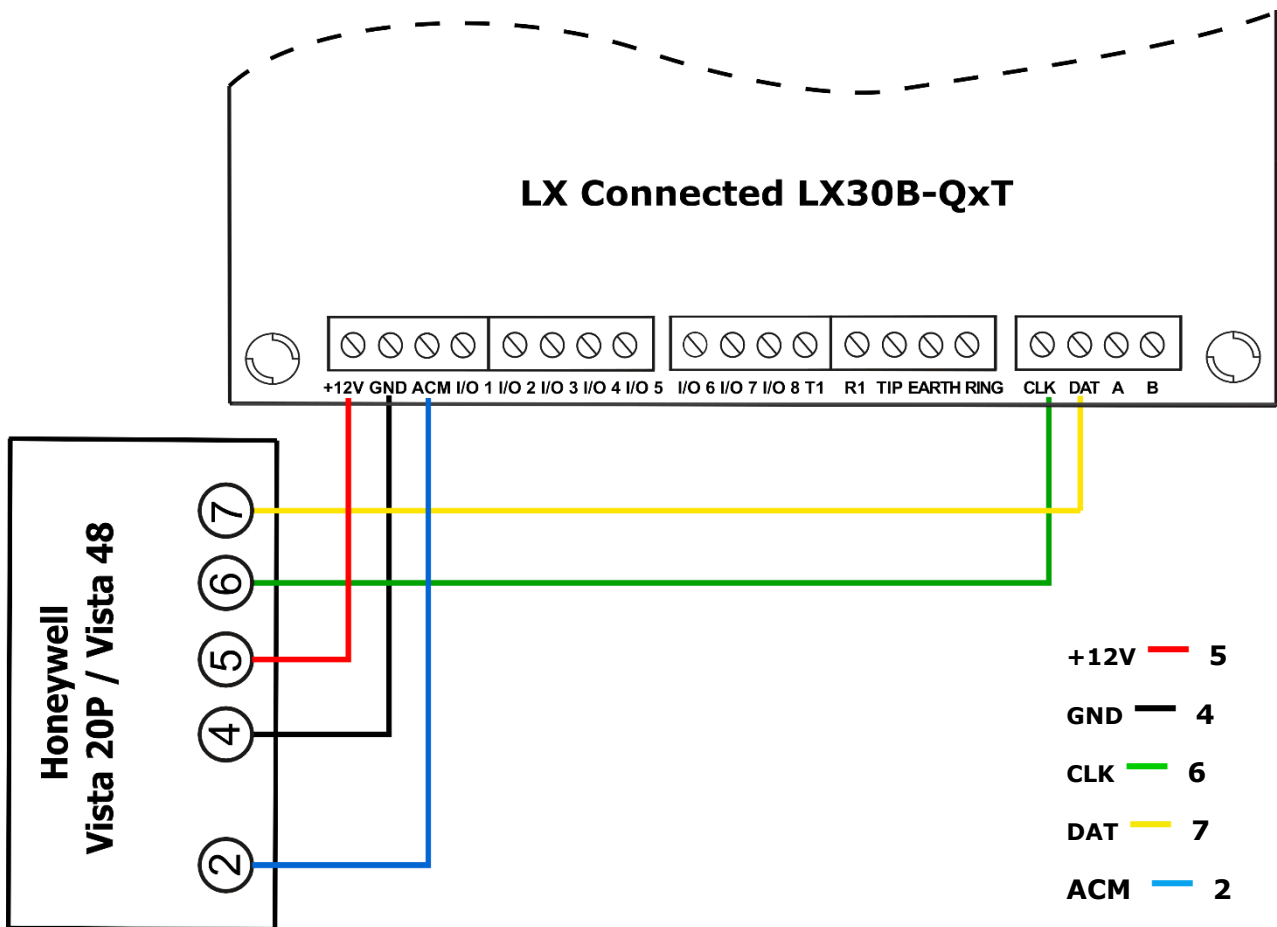 LX Connected LX30B-QxT
+12V GND ACM I/O 1 I/O 2 I/O 3 I/O 4 I/O 5 I/O 6 I/O 7 I/O 8 T1 R1 TIP EARTH RING CLK DAT A B
Honeywell
Vista 20P / Vista 48
7
6
5
4
2
+12V 5
GND 4
CLK 6
DAT 7
ACM 2